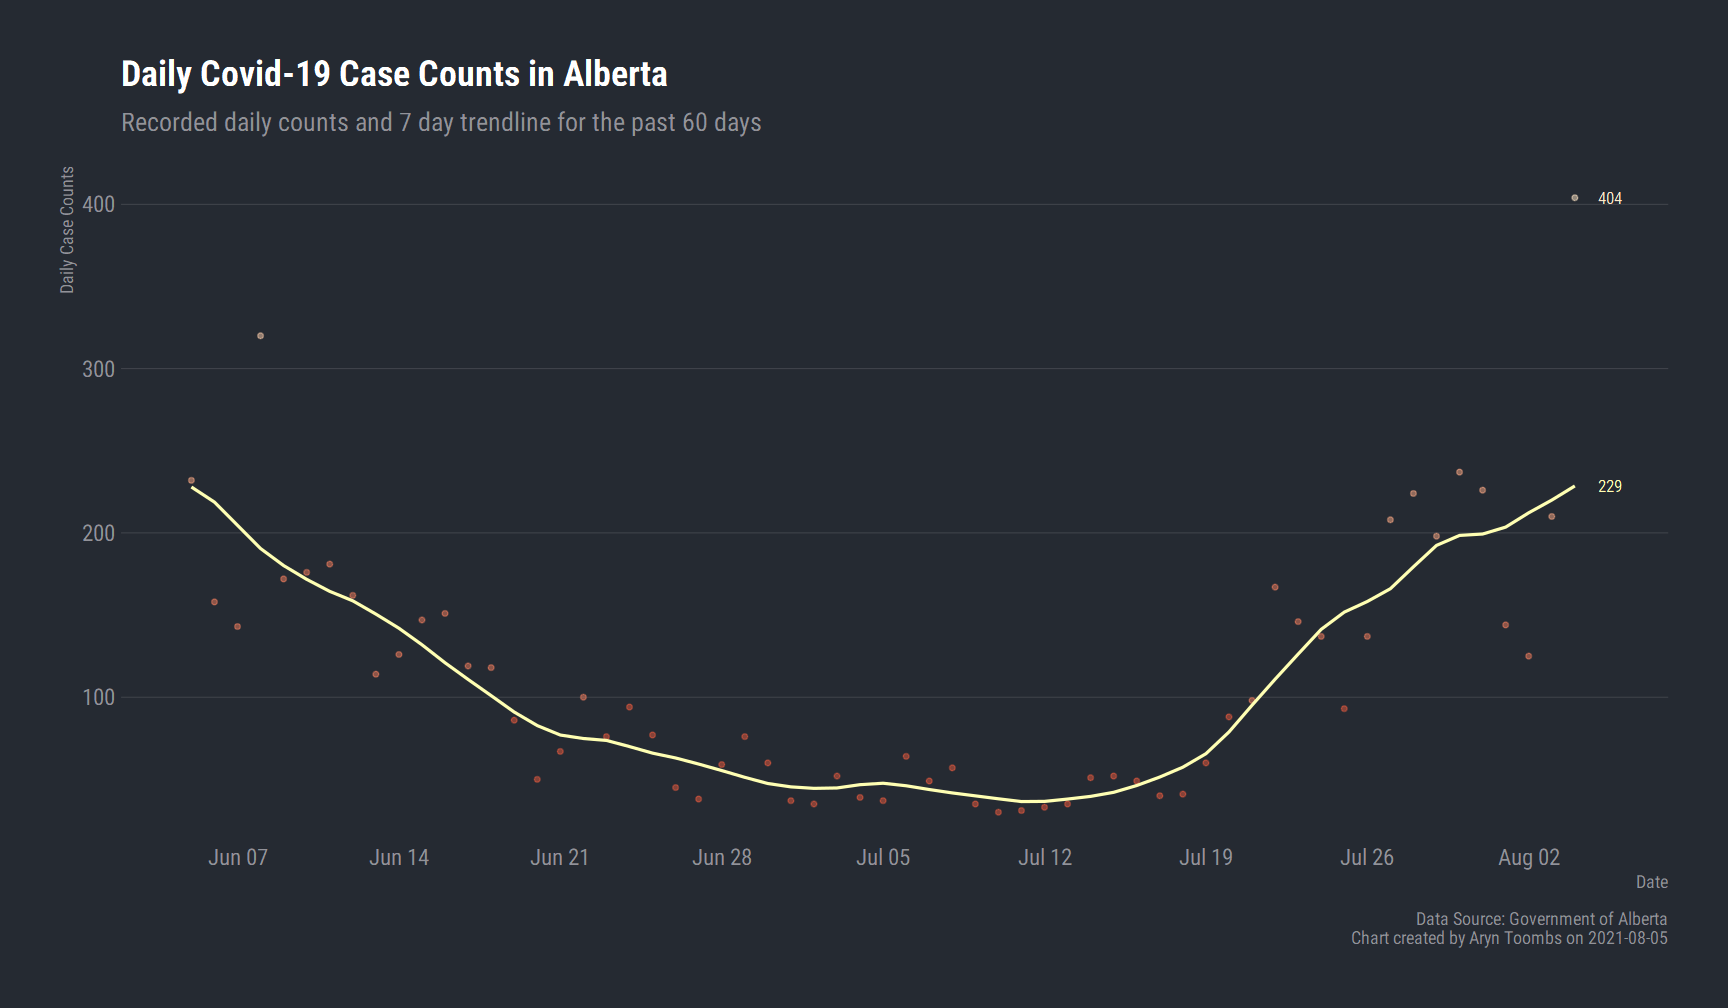 Daily Covid-19 Case Counts in Alberta
Recorded daily counts and 7 day trendline for the past 60 days
Daily Case Counts
400
404
300
229
200
100
Jun 07 Jun 14 Jun 21 Jun 28 Jul 05 Jul 12 Jul 19 Jul 26 Aug 02
Date
Data Source: Government of Alberta
Chart created by Aryn Toombs on 2021-08-05